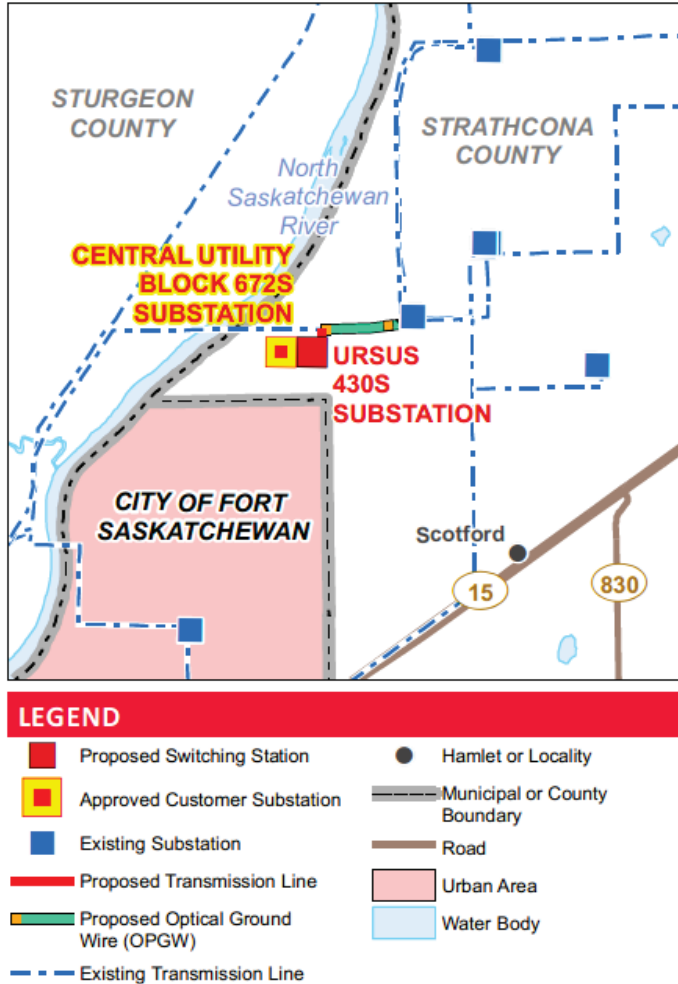 STURGEON
COUNTY
STRATHCONA
COUNTY
North
Saskatchewan
River
CENTRAL UTILITY
BLOCK 672S
SUBSTATION
URSUS
430S
SUBSTATION
CITY OF FORT
SASKATCHEWAN
Scotford
15
830
LEGEND
Proposed Switching Station
Approved Customer Substation
Existing Substation
Proposed Transmission Line
Proposed Optical Ground
Wire (OPGW)
Existing Transmission Line
Hamlet or Locality
Municipal or County
Boundary
Road
Urban Area
Water Body